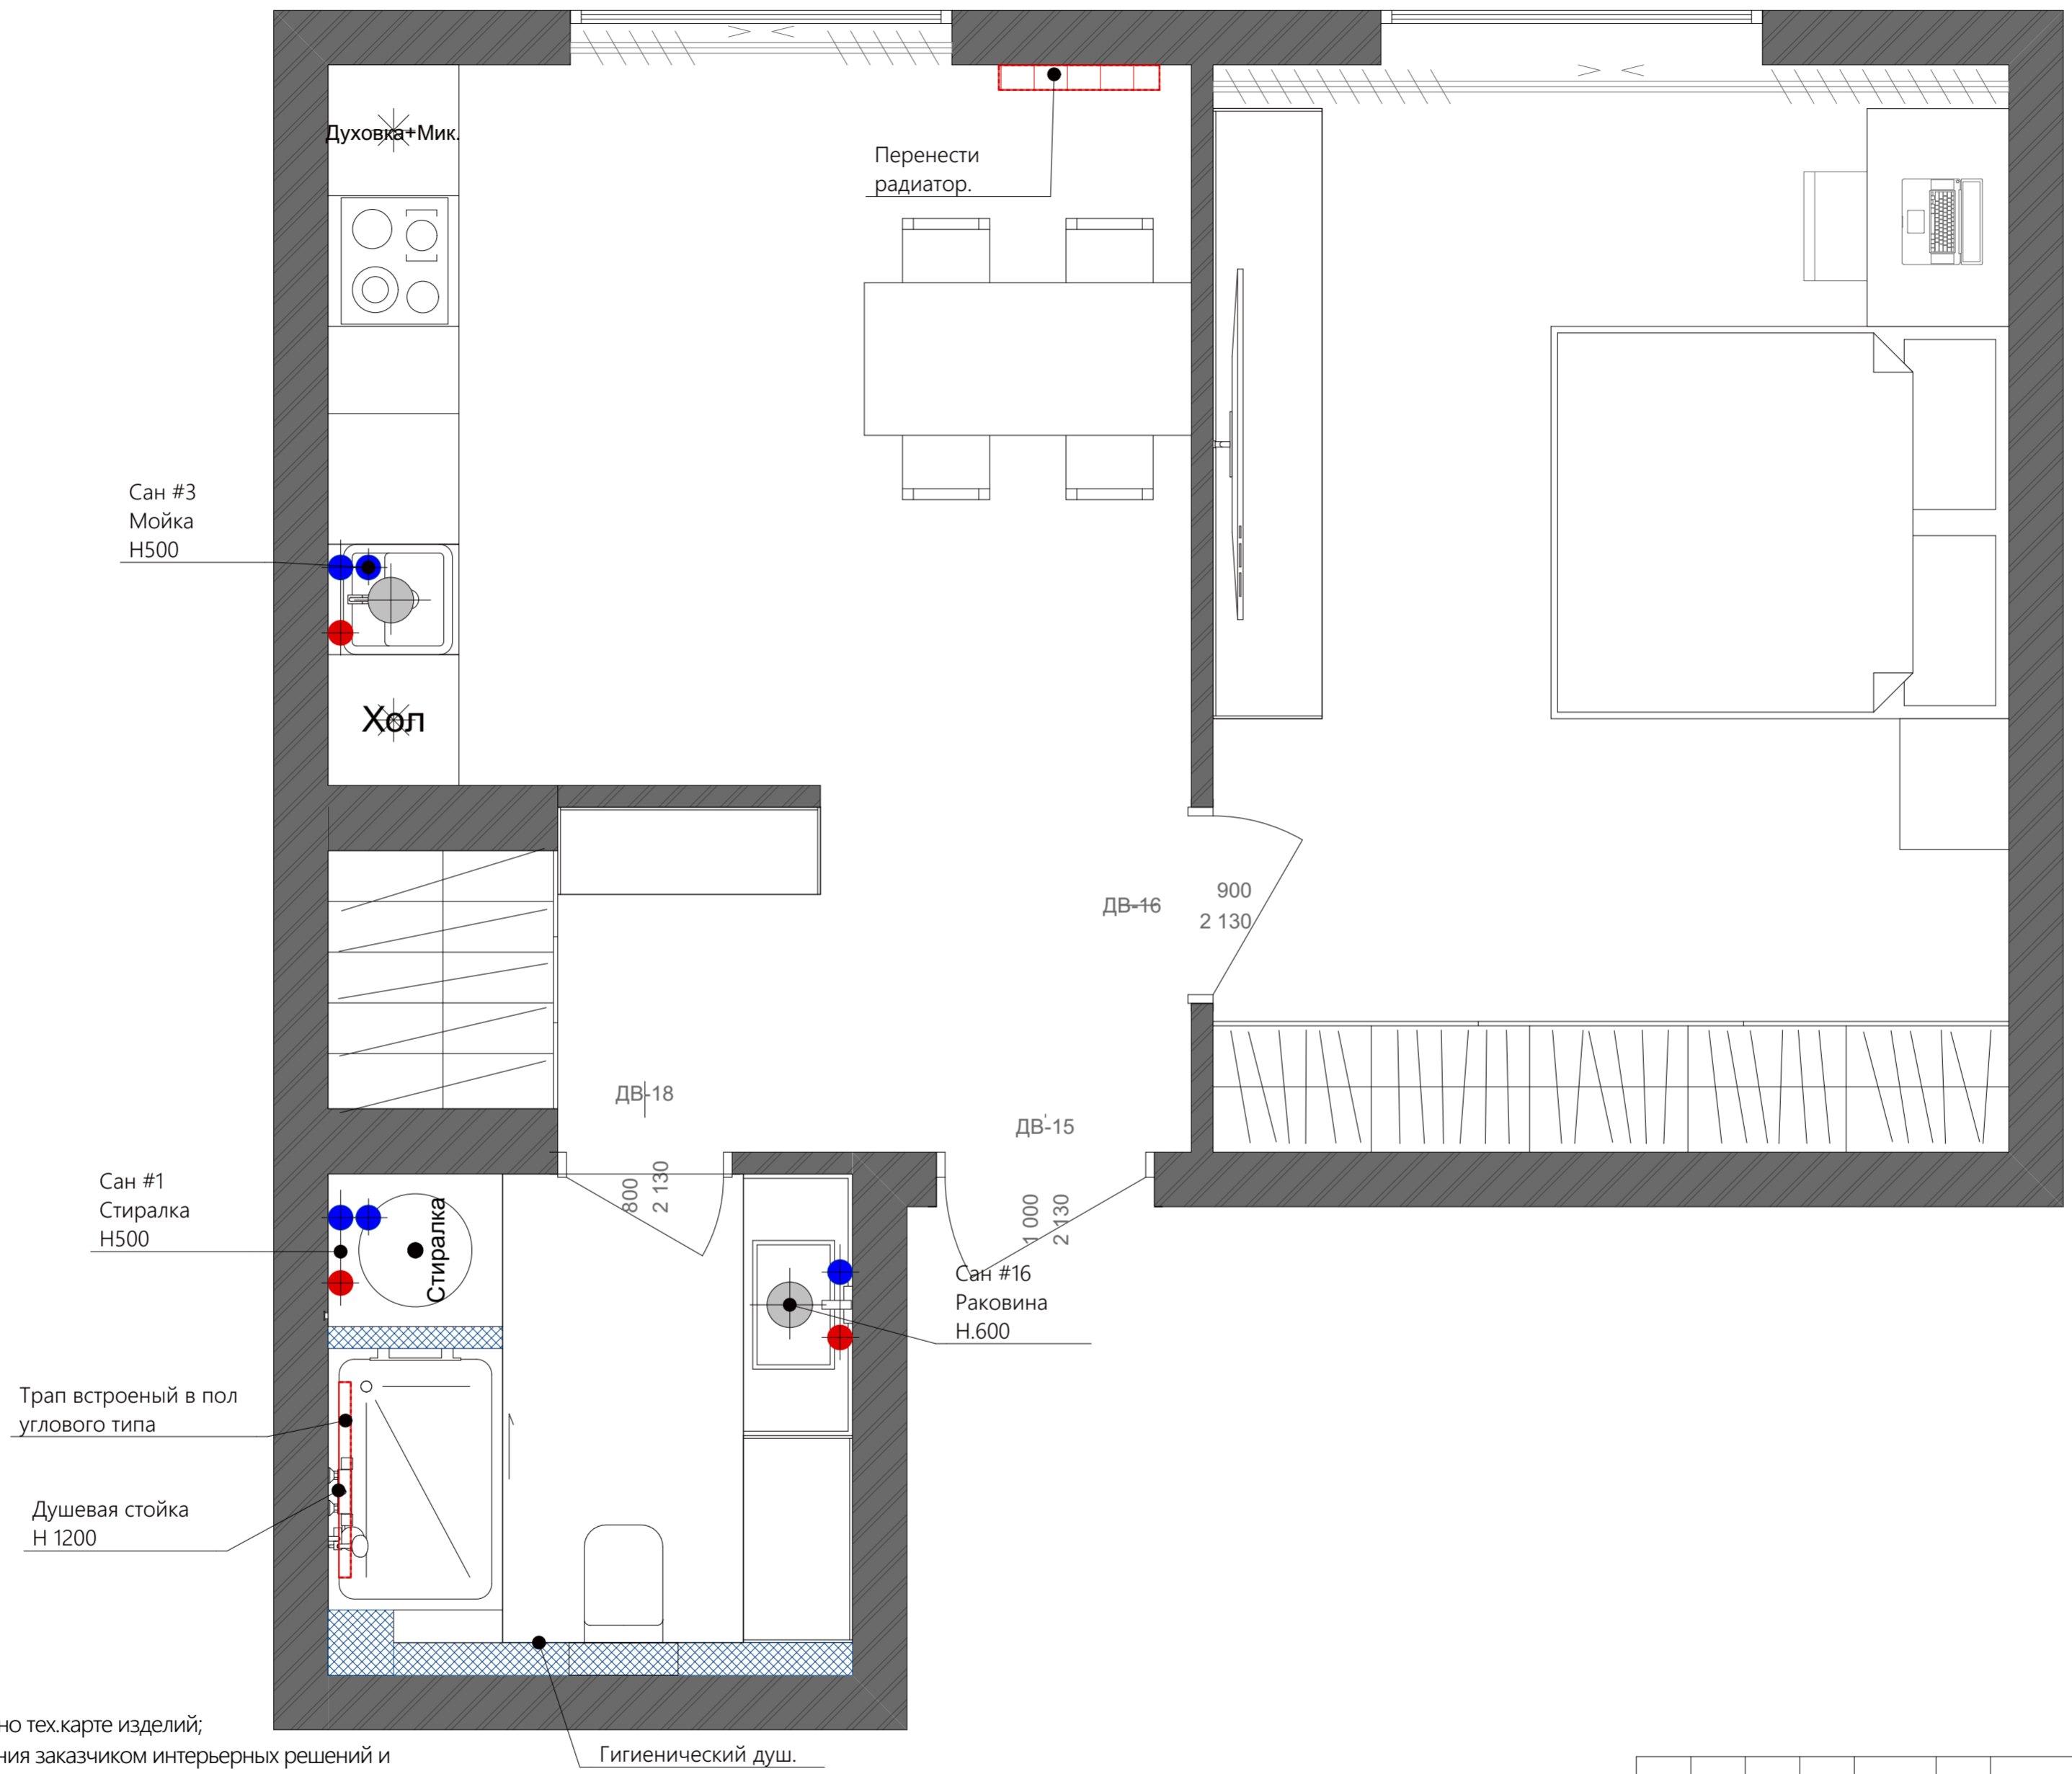 Духовка+Мик.
Перенести
радиатор.
Сан #3
Мойка
H500
Хол
ДВ-16
900
2 130
ДВ-18
800
2 130
ДВ-15
1 000
2 130
Сан #1
Стиралка
H500
Стиралка
Сан #16
Раковина
H.600
Трап встроеный в пол
углового типа
Душевая стойка
H 1200
Гигиенический душ.
но тех.карте изделий;
ния заказчиком интерьерных решений и